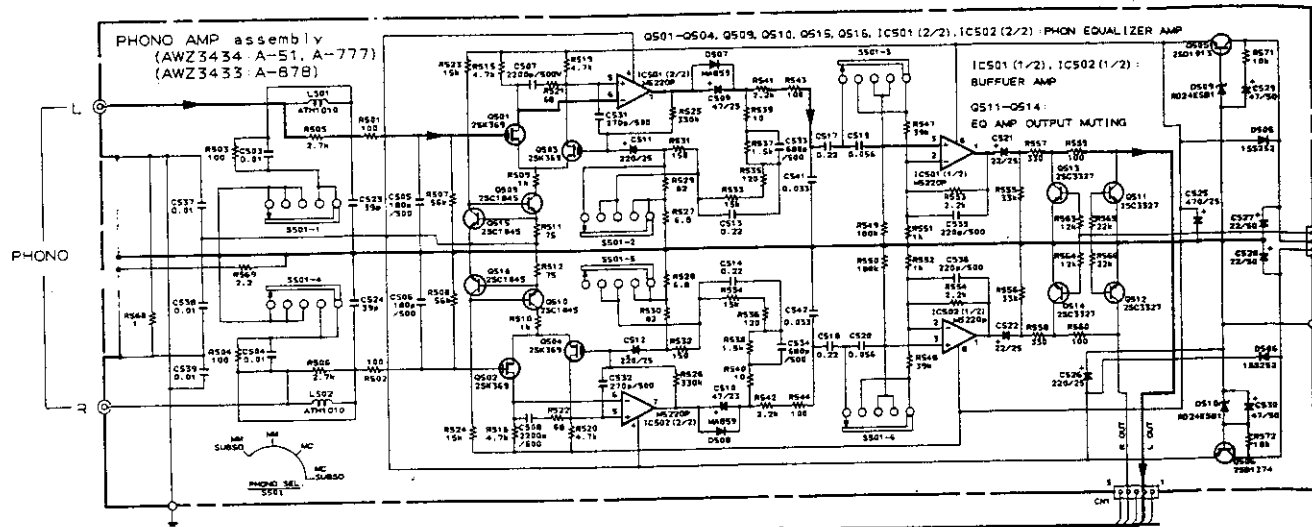 PHONO AMP assembly
(AWZ3434: A-51, A-777)
(AWZ3433: A-878)
Q501-Q504, Q509, Q510, Q515, Q516, IC501 (2/2), IC502 (2/2) : PHON EQUALIZER AMP
IC501 (1/2), IC502 (1/2) :
BUFFUER AMP
Q511-Q514:
EQ AMP OUTPUT MUTING
L
PHONO
R
L501
ATM1010
R505
2.7k
R501
100
R503
100
C503
0.01
C537
0.01
S501-1
C523
39p
C505
180p
/500
R507
56k
R523
15k
R515
4.7k
C507
2200p/500V
R519
4.7k
R521
68
Q501
2SK369
Q503
2SK369
R509
1k
Q509
2SC1845
Q515
2SC1845
R511
75
IC501 (2/2)
M5220P
C531
270p/500
R525
330k
C511
220/25
R531
150
R529
82
R527
6.8
S501-2
D507
MA859
C509
47/25
R541
2.2k
R543
100
R539
10
R537
1.5k
C533
680p
/500
R535
120
R533
15k
C513
0.22
C517
0.22
C519
0.056
C541
0.033
S501-3
R547
39k
IC501 (1/2)
M5220P
2.2k
C535
220p/500
R549
100k
R551
1k
C521
22/25
R557
330
R559
100
R555
33k
Q513
2SC3327
Q511
2SC3327
R563
12k
R565
22k
Q505
D509
RD24ESB1
R571
18k
C529
47/50
D505
1SS252
C525
470/25
C527
22/50
C528
22/50
R569
2.2
R568
1
S501-4
C524
39p
C538
0.01
C539
0.01
R504
100
C504
0.01
R506
2.7k
L502
ATM1010
100
R502
C506
180p
/500
R508
56k
R512
75
Q516
2SC1845
Q510
2SC1845
R510
1k
Q504
2SK369
Q502
2SK369
S501-5
R528
6.8
R530
82
C512
220/25
R532
150
C514
0.22
R534
15k
R536
120
R538
1.5k
C534
680p
/500
R540
10
C542
0.033
C518
0.22
C520
0.056
C532
270p/500
R526
330k
M5220P
IC502 (2/2)
R524
15k
R516
4.7k
C508
2200p
/500
R522
68
R520
4.7k
C510
47/25
MA859
D508
R542
2.2k
R544
100
S501-6
R550
100k
R552
1k
C536
220p/500
R554
2.2k
IC502 (1/2)
M5220P
R548
39k
C522
22/25
R556
33k
R558
330
R560
100
R564
12k
R566
22k
2SC3327
Q512
2SC3327
C526
220/25
D506
1SS252
D510
RD24ESB1
C530
47/50
R572
18k
Q506
2SB1274
R OUT
L OUT
5
1
CN1
MM
SUBSO
MM
MC
MC
SUBSO
PHONO SEL
S501